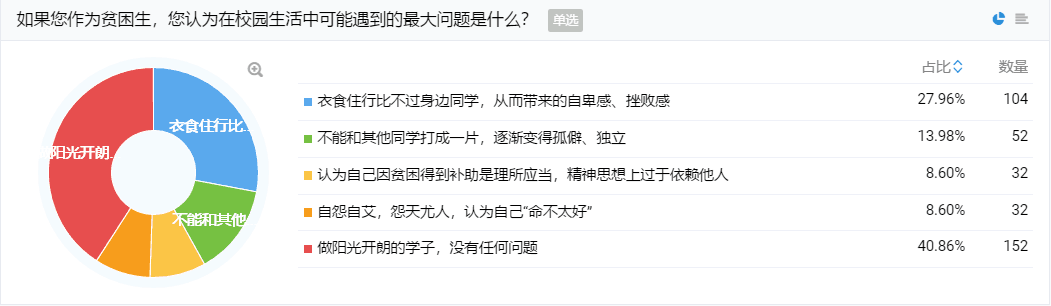 如果您作为贫困生，您认为在校园生活中可能遇到的最大问题是什么？ 单选
占比 数量
衣食住行比不过身边同学，从而带来的自卑感、挫败感 27.96% 104
不能和其他同学打成一片，逐渐变得孤僻、独立 13.98% 52
认为自己因贫困得到补助是理所应当，精神思想上过于依赖他人 8.60% 32
自怨自艾，怨天尤人，认为自己“命不太好” 8.60% 32
做阳光开朗的学子，没有任何问题 40.86% 152
衣食住行比...
阳光开朗...
不能和其他